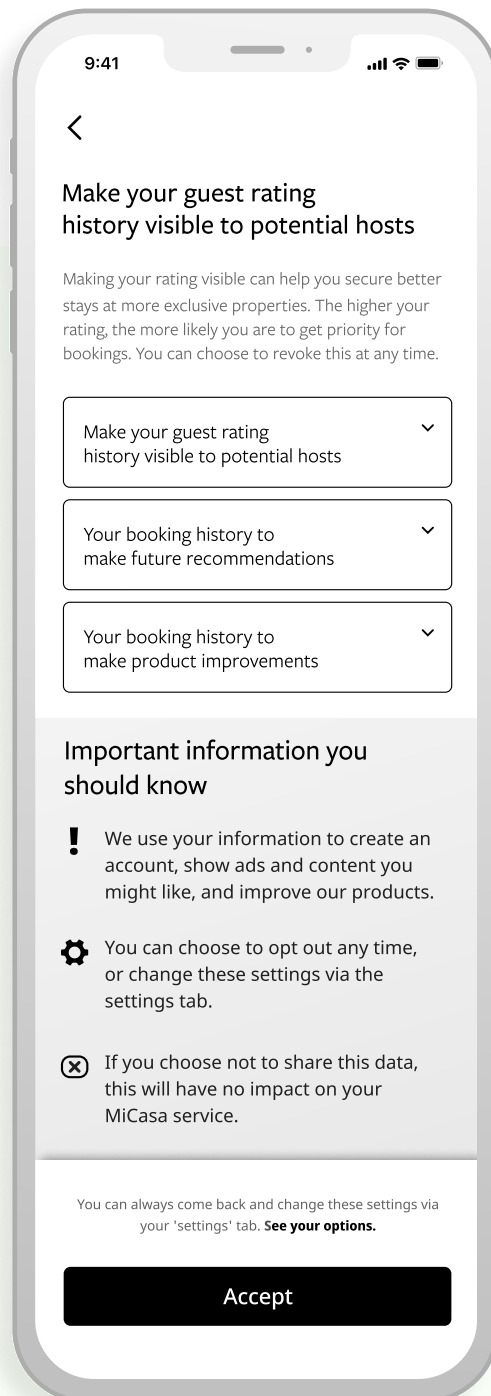 9:41
Make your guest rating
history visible to potential hosts
Making your rating visible can help you secure better
stays at more exclusive properties. The higher your
rating, the more likely you are to get priority for
bookings. You can choose to revoke this at any time.
Make your guest rating
history visible to potential hosts
Your booking history to
make future recommendations
Your booking history to
make product improvements
Important information you
should know
We use your information to create an
account, show ads and content you
might like, and improve our products.
You can choose to opt out any time,
or change these settings via the
settings tab.
If you choose not to share this data,
this will have no impact on your
MiCasa service.
You can always come back and change these settings via
your 'settings' tab. See your options.
Accept